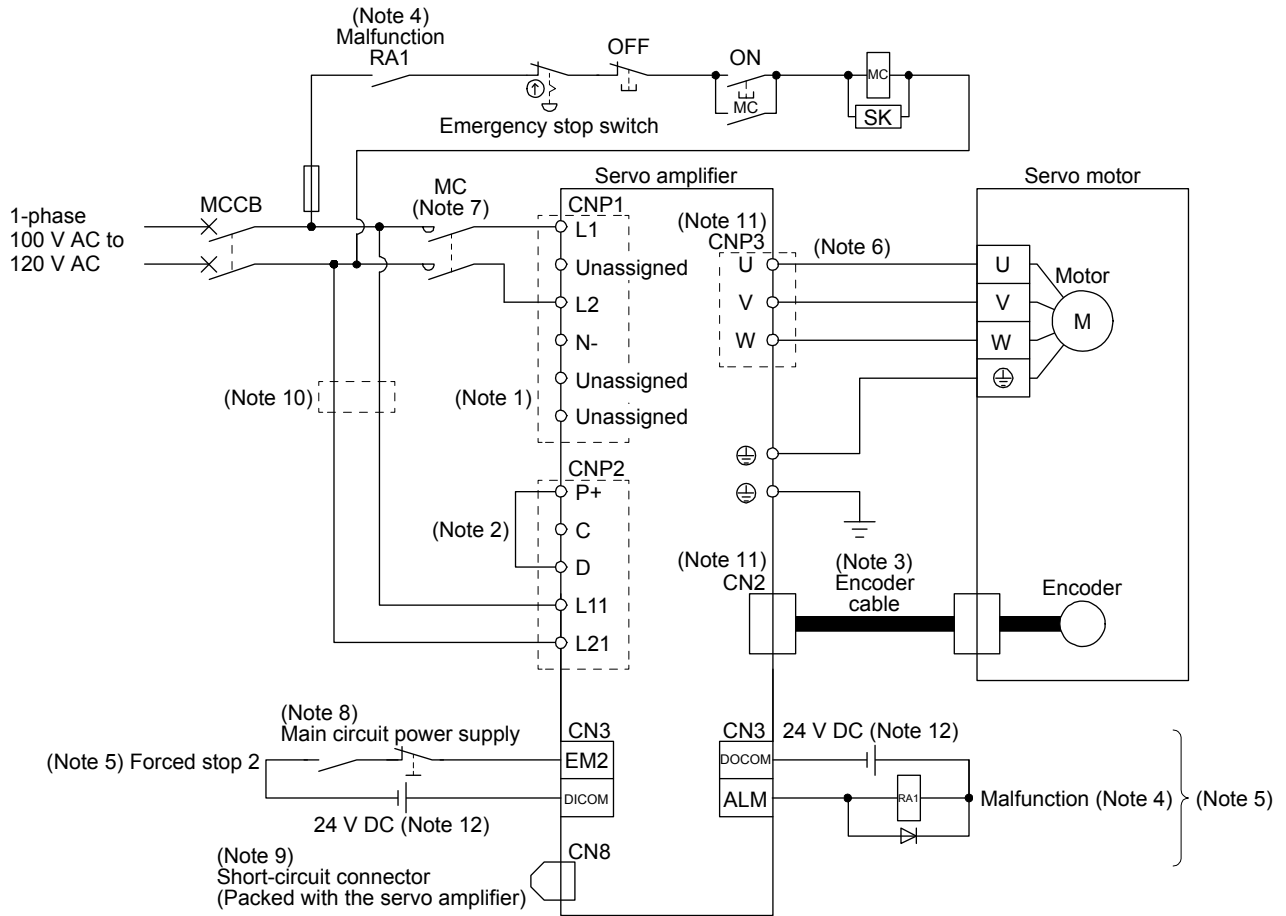 (Note 4)
Malfunction
RA1
OFF
ON
MC
MC
SK
Emergency stop switch
1-phase
100 V AC to
120 V AC
MCCB
MC
(Note 7)
Servo amplifier
Servo motor
CNP1
L1
Unassigned
L2
N-
Unassigned
Unassigned
(Note 1)
(Note 10)
(Note 11)
CNP3
U
V
W
(Note 6)
U
V
W
Motor
M
CNP2
P+
C
D
L11
L21
(Note 2)
(Note 11)
CN2
(Note 3)
Encoder
cable
Encoder
(Note 8)
Main circuit power supply
(Note 5) Forced stop 2
24 V DC (Note 12)
CN3
EM2
DICOM
CN3
DOCOM
ALM
24 V DC (Note 12)
RA1
Malfunction (Note 4)
(Note 5)
(Note 9)
Short-circuit connector
(Packed with the servo amplifier)
CN8